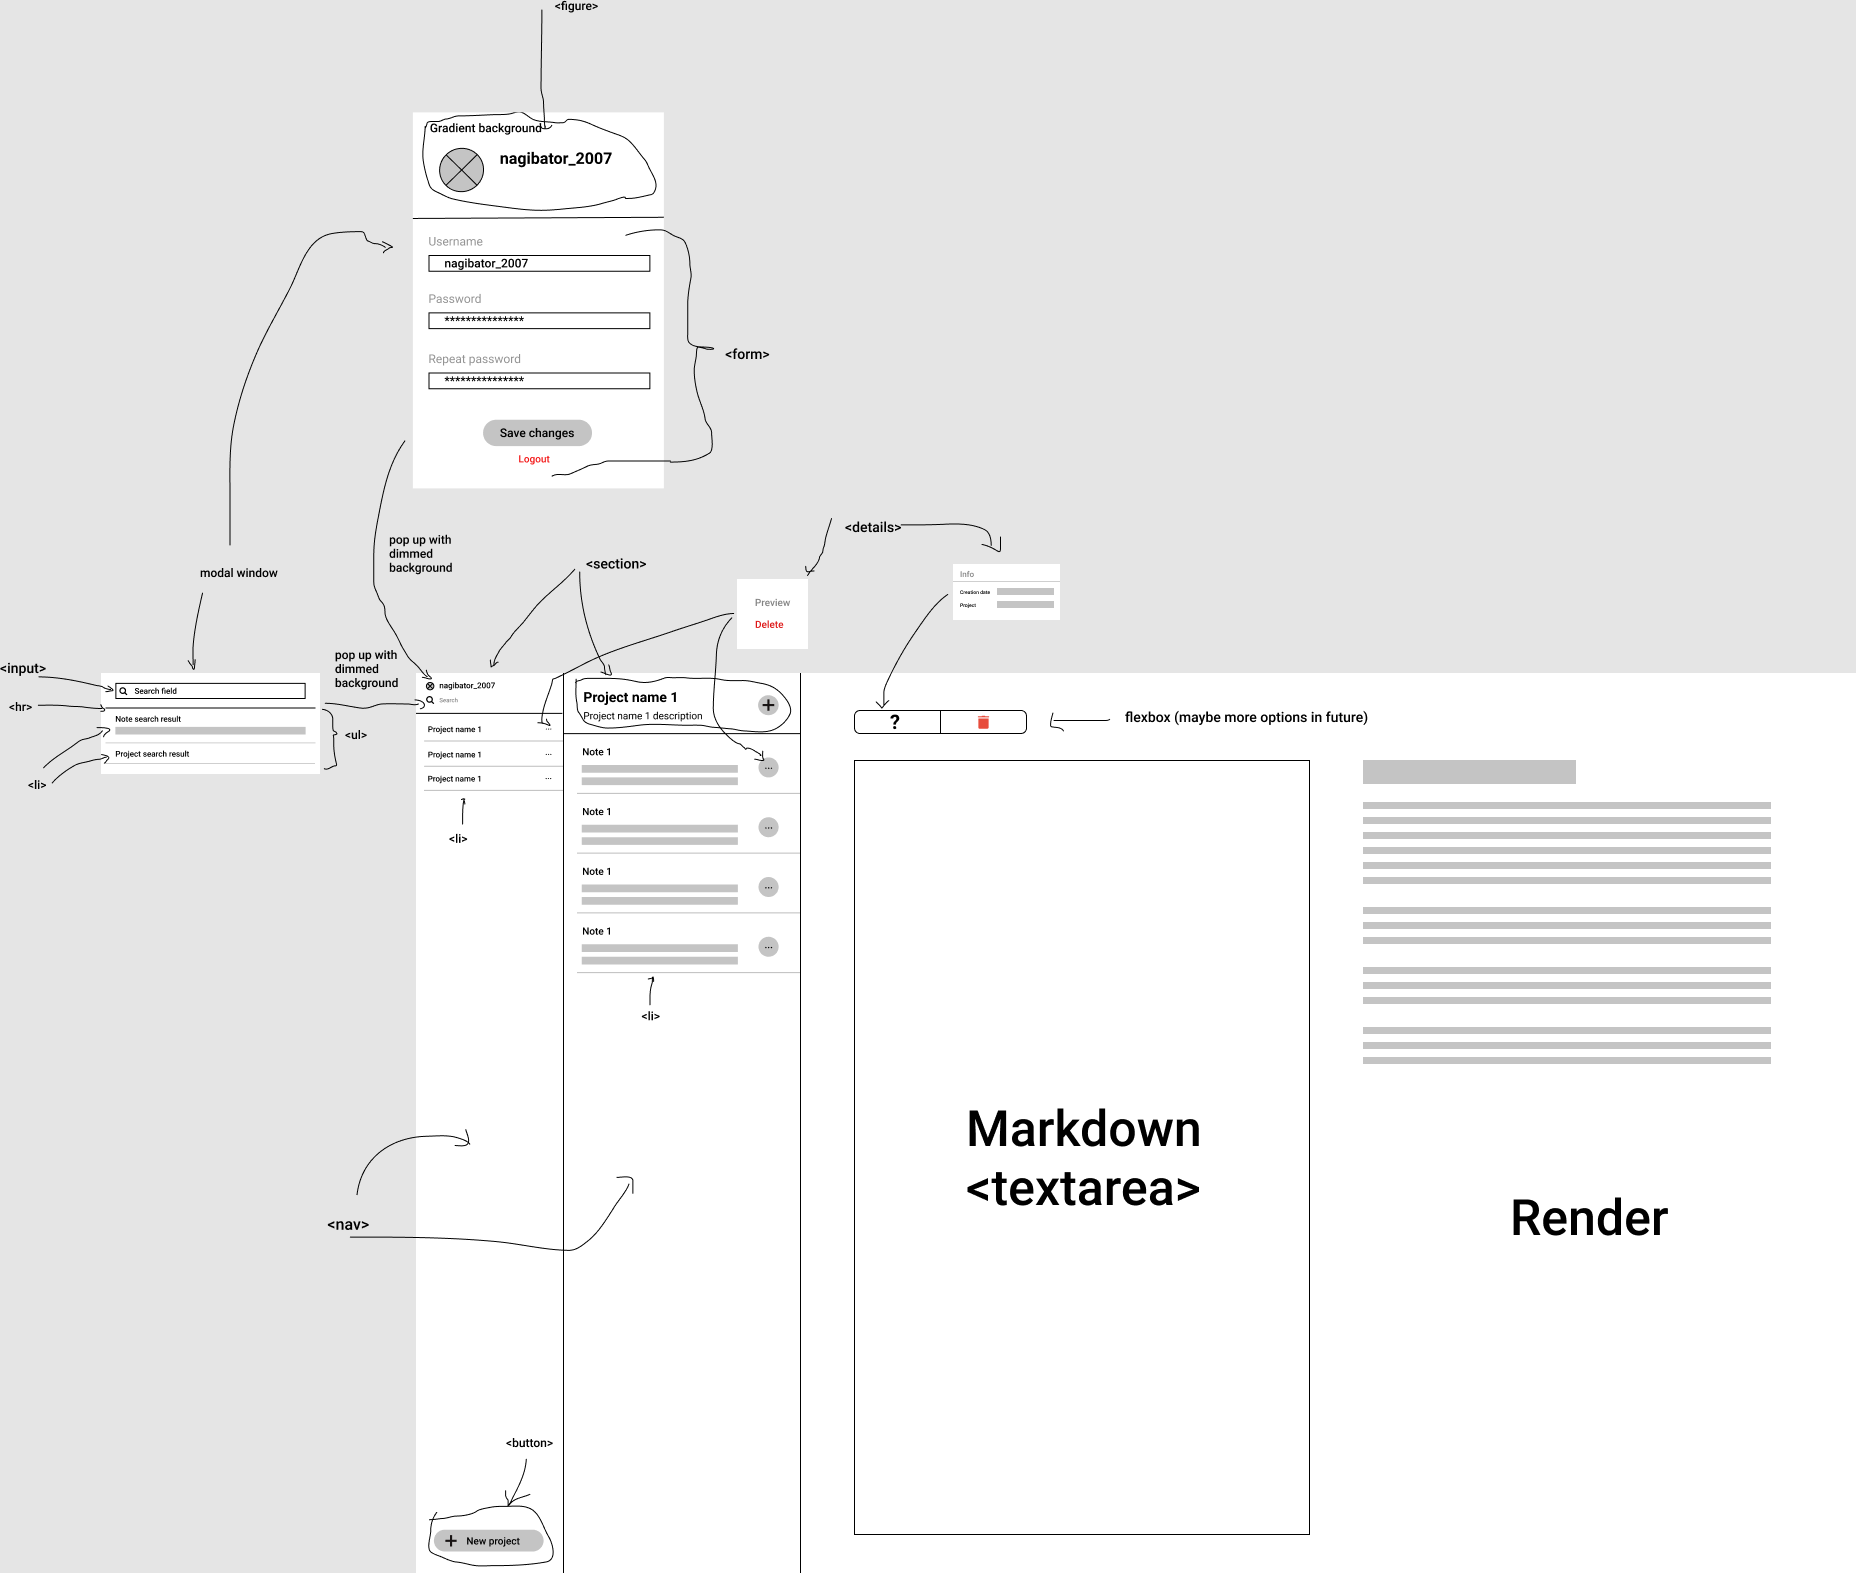 <figure>
Gradient background
nagibator_2007
Username
nagibator_2007
Password
***************
Repeat password
***************
Save changes
Logout
<form>
modal window
pop up with
dimmed
background
<section>
<details>
Preview
Delete
Info
Creation date
Project
<input>
<hr>
<li>
Search field
Note search result
Project search result
<ul>
pop up with
dimmed
background
nagibator_2007
Search
Project name 1
...
Project name 1
...
Project name 1
...
<li>
Project name 1
Project name 1 description
+
Note 1
...
Note 1
...
Note 1
...
Note 1
...
<li>
?
flexbox (maybe more options in future)
Markdown
<textarea>
Render
<nav>
<button>
+ New project